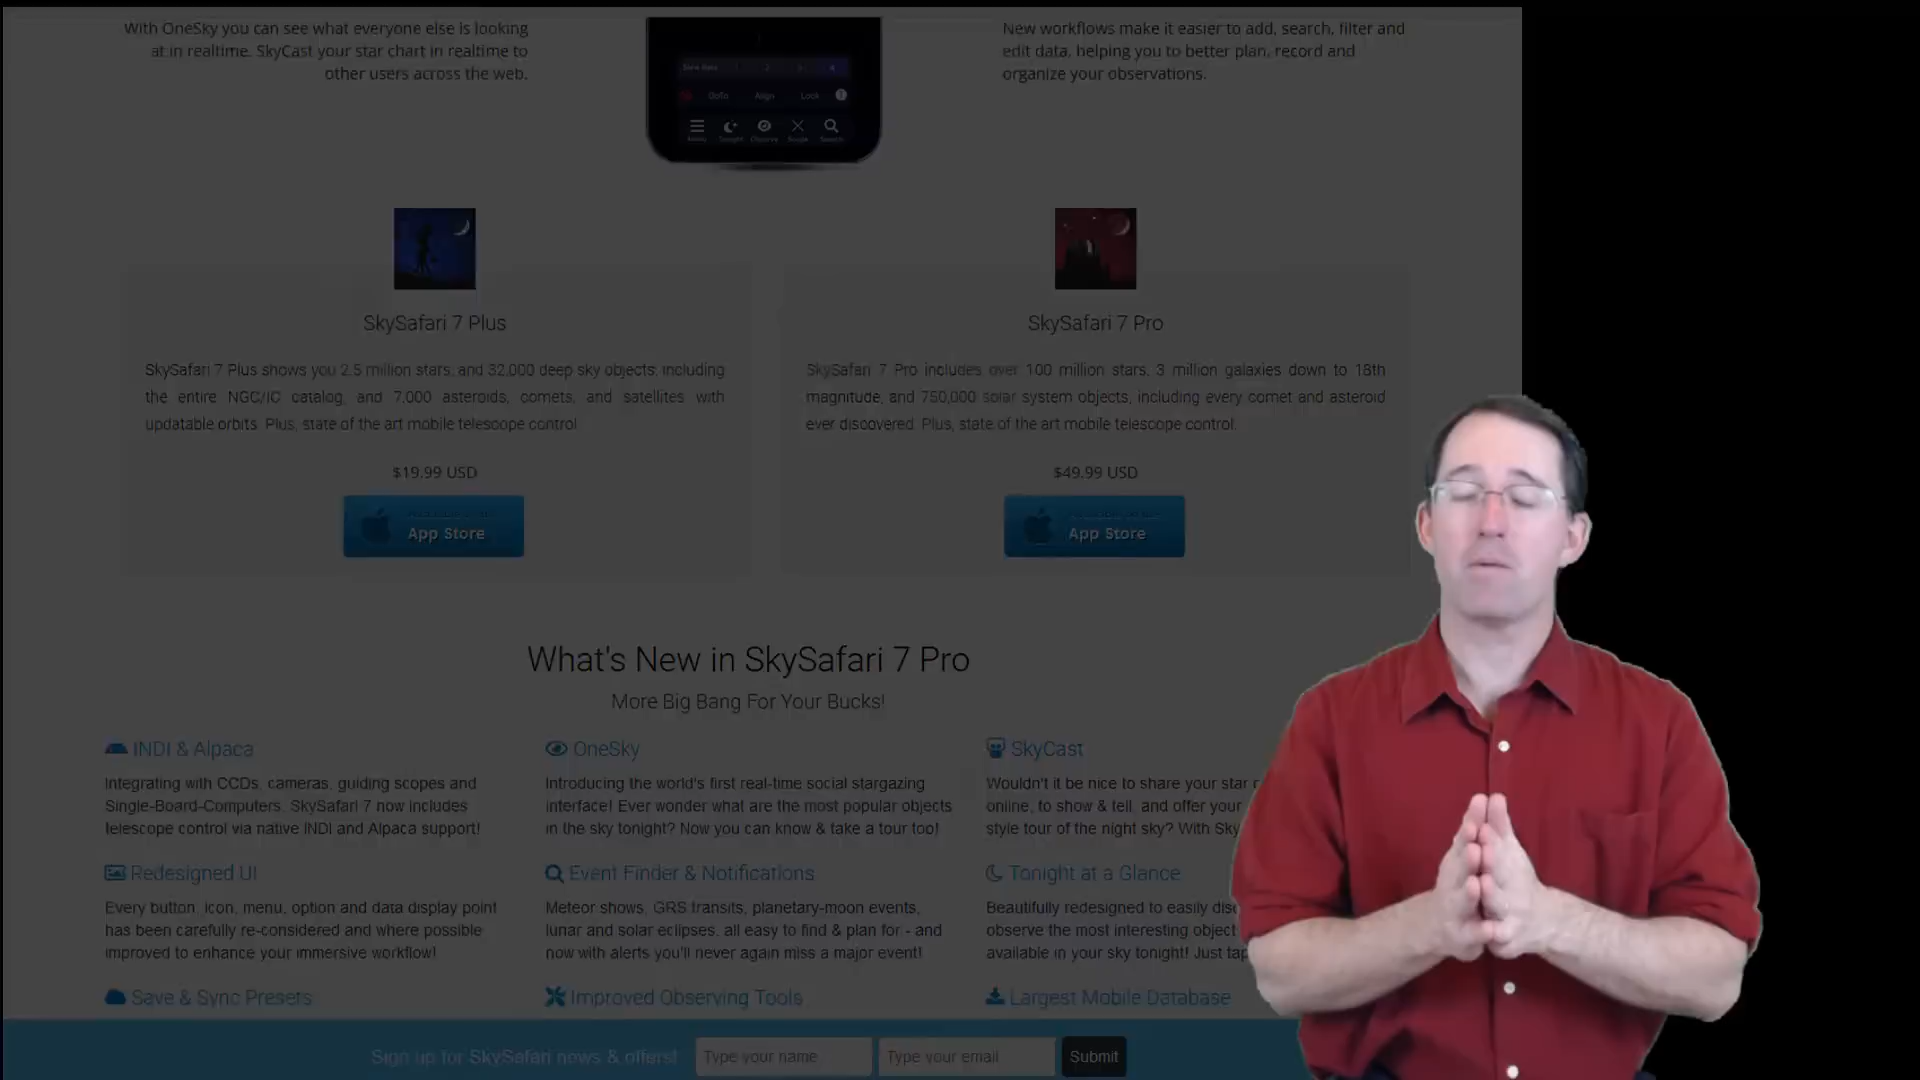 With OneSky you can see what everyone else is looking
at in realtime. SkyCast your star chart in realtime to
other users across the web.
New workflows make it easier to add, search, filter and
edit data, helping you to better plan, record and
organize your observations.
GoTo Align Lock
SkySafari 7 Plus
SkySafari 7 Plus shows you 2.5 million stars, and 32,000 deep sky objects; including
the entire NGC/IC catalog, and 7,000 asteroids, comets, and satellites with
updatable orbits. Plus, state of the art mobile telescope control.
$19.99 USD
App Store
SkySafari 7 Pro
SkySafari 7 Pro includes over 100 million stars, 3 million galaxies down to 18th
magnitude, and 750,000 solar system objects, including every comet and asteroid
ever discovered. Plus, state of the art mobile telescope control.
$49.99 USD
App Store
What's New in SkySafari 7 Pro
More Big Bang For Your Bucks!
INDI & Alpaca
Integrating with CCDs, cameras, guiding scopes and
Single-Board-Computers. SkySafari 7 now includes
telescope control via native INDI and Alpaca support!
OneSky
Introducing the world's first real-time social stargazing
interface! Ever wonder what are the most popular objects
in the sky tonight? Now you can know & take a tour too!
SkyCast
Wouldn't it be nice to share your star
online, to show & tell, and offer your
style tour of the night sky? With Sky
Redesigned UI
Every button, icon, menu, option and data display point
has been carefully re-considered and where possible
improved to enhance your immersive workflow!
Event Finder & Notifications
Meteor shows, GRS transits, planetary-moon events,
lunar and solar eclipses, all easy to find & plan for - and
now with alerts you'll never again miss a major event!
Tonight at a Glance
Beautifully redesigned to easily
observe the most interesting object
available in your sky tonight! Just
Save & Sync Presets
Improved Observing Tools
Largest Mobile Database
Sign up for SkySafari news & offers!
Type your name
Type your email
Submit